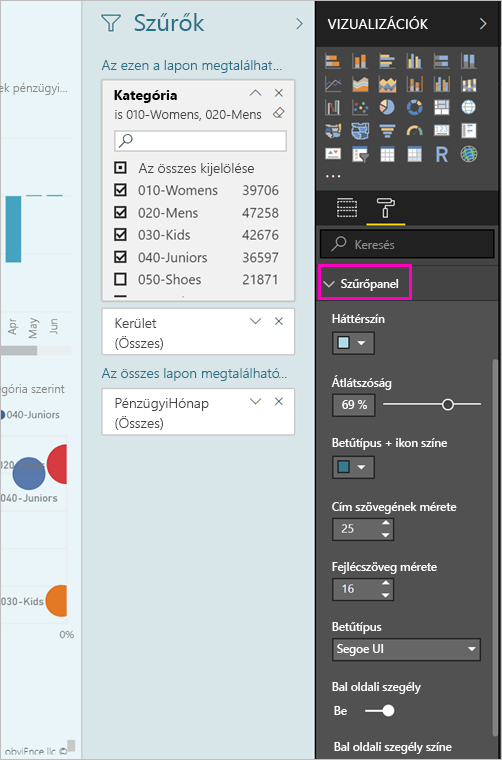 ek pénzügyi...
Apr
May
Jun
gória szerint
040-Juniors
040-Juniors
030-Kids
0%
obviEnce llc ©
Szűrők
Az ezen a lapon megtalálhat...
Kategória
is 010-Womens, 020-Mens
Az összes kijelölése
010-Womens 39706
020-Mens 47258
030-Kids 42676
040-Juniors 36597
050-Shoes 21871
Kerület
(Összes)
Az összes lapon megtalálható...
PénzügyiHónap
(Összes)
VIZUALIZÁCIÓK
R
...
Keresés
Szűrőpanel
Háttérszín
Átlátszóság
69 %
Betűtípus + ikon színe
Cím szövegének mérete
25
Fejlécszöveg mérete
16
Betűtípus
Segoe UI
Bal oldali szegély
Be
Bal oldali szegély színe